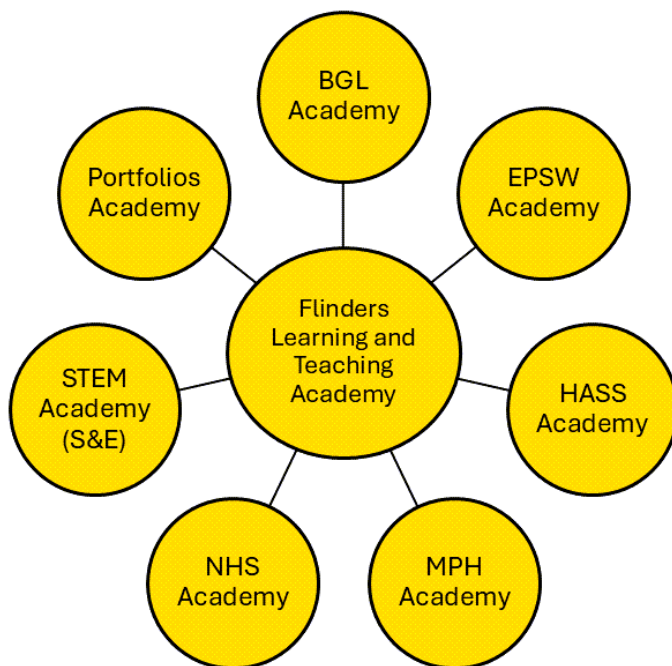 BGL
Academy
EPSW
Academy
HASS
Academy
MPH
Academy
NHS
Academy
STEM
Academy
(S&E)
Portfolios
Academy
Flinders
Learning and
Teaching
Academy